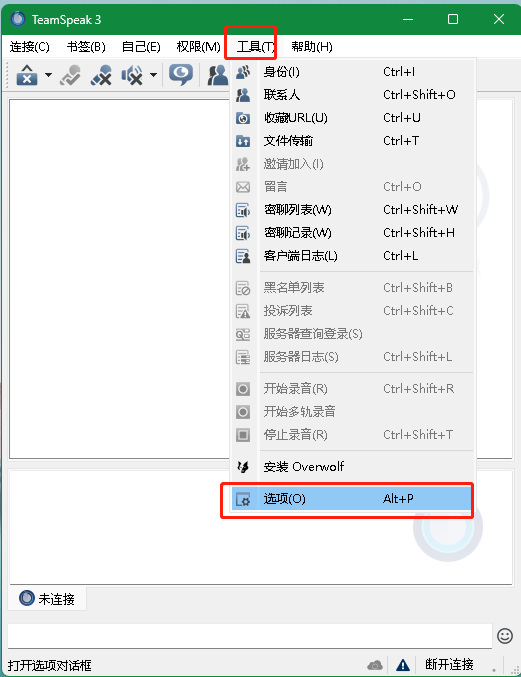 TeamSpeak 3
连接(C) 书签(B) 自己(E) 权限(M) 工具(T) 帮助(H)
身份(I) Ctrl+I
联系人 Ctrl+Shift+O
收藏URL(U) Ctrl+U
文件传输 Ctrl+T
邀请加入(I)
留言 Ctrl+O
密聊列表(W) Ctrl+Shift+W
密聊记录(W) Ctrl+Shift+H
客户端日志(L) Ctrl+L
黑名单列表 Ctrl+Shift+B
投诉列表 Ctrl+Shift+C
服务器查询登录(S)
服务器日志(S) Ctrl+Shift+L
开始录音(R) Ctrl+Shift+R
开始多轨录音
停止录音(R) Ctrl+Shift+T
安装 Overwolf
选项(O) Alt+P
未连接
打开选项对话框 断开连接